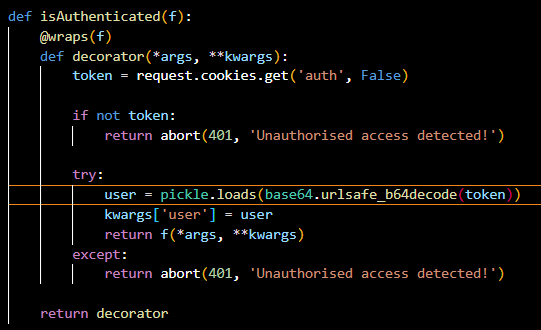 def isAuthenticated(f):
    @wraps(f)
    def decorator(*args, **kwargs):
        token = request.cookies.get('auth', False)

        if not token:
            return abort(401, 'Unauthorised access detected!')

        try:
            user = pickle.loads(base64.urlsafe_b64decode(token))
            kwargs['user'] = user
            return f(*args, **kwargs)
        except:
            return abort(401, 'Unauthorised access detected!')

    return decorator